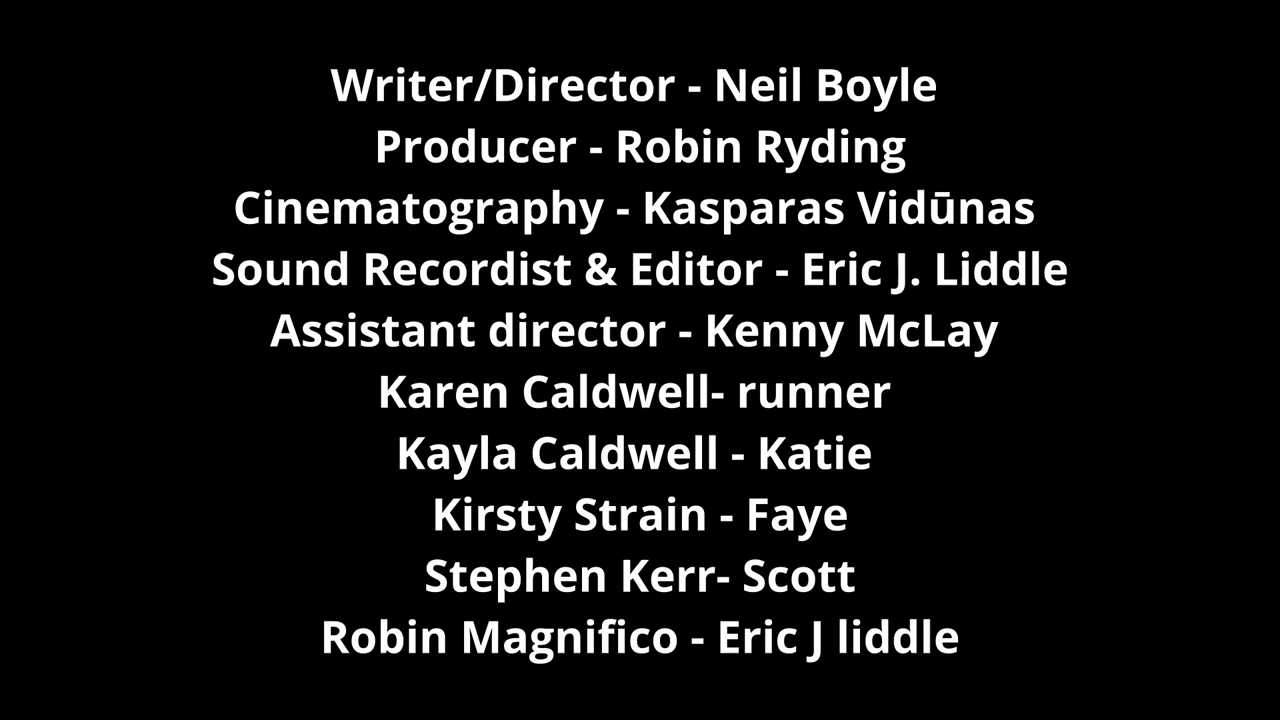 Writer/Director - Neil Boyle
Producer - Robin Ryding
Cinematography - Kasparas Vidūnas
Sound Recordist & Editor - Eric J. Liddle
Assistant director - Kenny McLay
Karen Caldwell- runner
Kayla Caldwell - Katie
Kirsty Strain - Faye
Stephen Kerr- Scott
Robin Magnifico - Eric J liddle